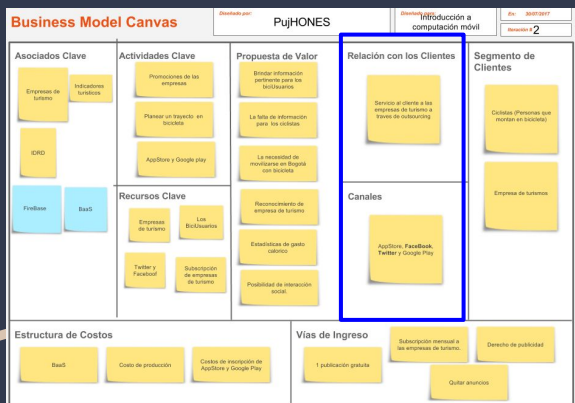 Business Model Canvas
Diseñado por:
PujHONES
Diseñado para:
Introducción a
computación móvil
En: 30/07/2017
Iteración # 2
Asociados Clave
Empresas de
turismo
Indicadores
turisticos
IDRD
FireBase
BaaS
Actividades Clave
Promociones de las
empresas
Planear un trayecto en
bicicleta
AppStore y Google play
Recursos Clave
Empresas
de turismo
Los
BiciUsuarios
Twitter y
Faceboof
Subscripción
de empresas
de turismo
Propuesta de Valor
Brindar información
pertinente para los
biciUsuarios
La falta de información
para los ciclistas
La necesidad de
movilizarse en Bogotá
con bicicleta
Reconocimiento de
empresa de turismo
Estadísticas de gasto
calorico
Posibilidad de interacción
social.
Relación con los Clientes
Servicio al cliente a las
empresas de turismo a
traves de outsourcing
Canales
AppStore, FaceBook,
Twitter y Google Play
Segmento de
Clientes
Ciclistas (Personas que
montan en bicicleta)
Empresa de turismos
Estructura de Costos
BaaS
Costo de producción
Costos de inscripción de
AppStore y Google Play
Vías de Ingreso
1 publicación gratuita
Subscripción mensual a
las empresas de turismo.
Derecho de publicidad
Quitar anuncios